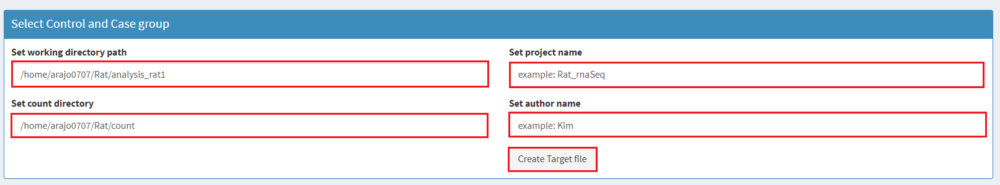 Select Control and Case group
Set working directory path
/home/arajo0707/Rat/analysis_rat1
Set count directory
/home/arajo0707/Rat/count
Set project name
example: Rat_rnaSeq
Set author name
example: Kim
Create Target file